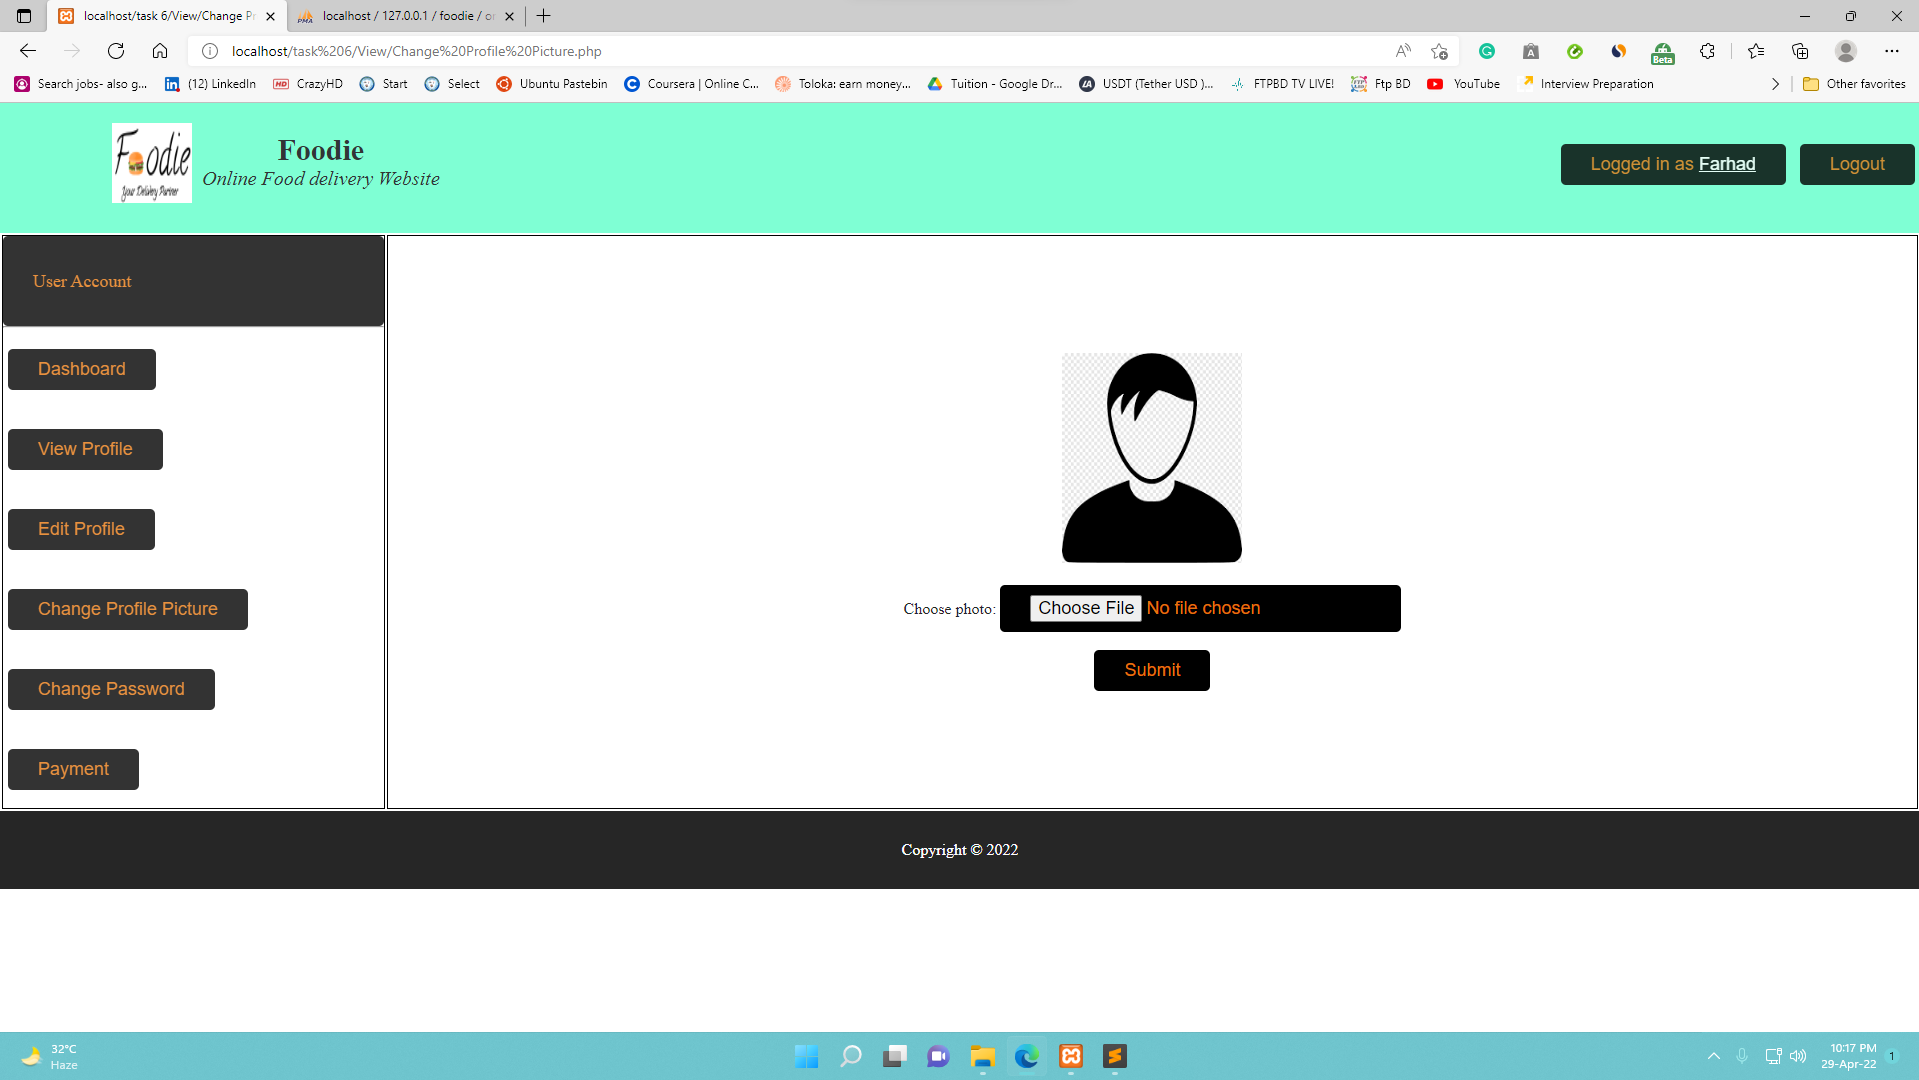 localhost/task 6/View/Change Pr
localhost / 127.0.0.1 / foodie / o
localhost/task%206/View/Change%20Profile%20Picture.php
Beta
Search jobs- also g...
(12) LinkedIn
CrazyHD
Start
Select
Ubuntu Pastebin
Coursera | Online C...
Toloka: earn money...
Tuition - Google Dr...
USDT (Tether USD )...
FTPBD TV LIVE!
Ftp BD
YouTube
Interview Preparation
Other favorites
Foodie
Your Delivery Partner
Foodie
Online Food delivery Website
Logged in as Farhad
Logout
User Account
Dashboard
View Profile
Edit Profile
Change Profile Picture
Change Password
Payment
Choose photo: Choose File No file chosen
Submit
Copyright © 2022
32°C
Haze
10:17 PM
29-Apr-22
1